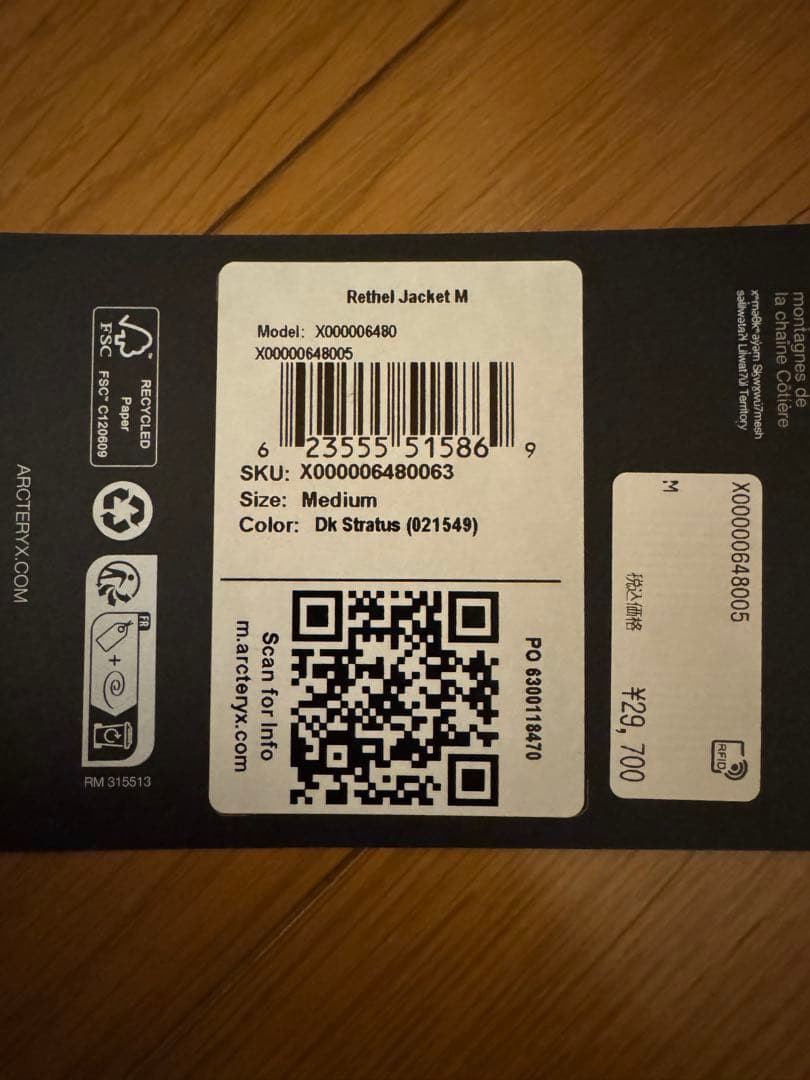 Rethel Jacket M
Model: X000006480
X00000648005
6 23555 51586 9
SKU: X000006480063
Size: Medium
Color: Dk Stratus (021549)
Scan for Info
m.arcteryx.com
PO 6300118470
montagnes de
la chaîne Côtière
Territory
X00000648005
M
税込価格 ¥29,700
RFID
FSC
RECYCLED
Paper
FSC™ C120609
FR
RM 315513
ARCTERYX.COM